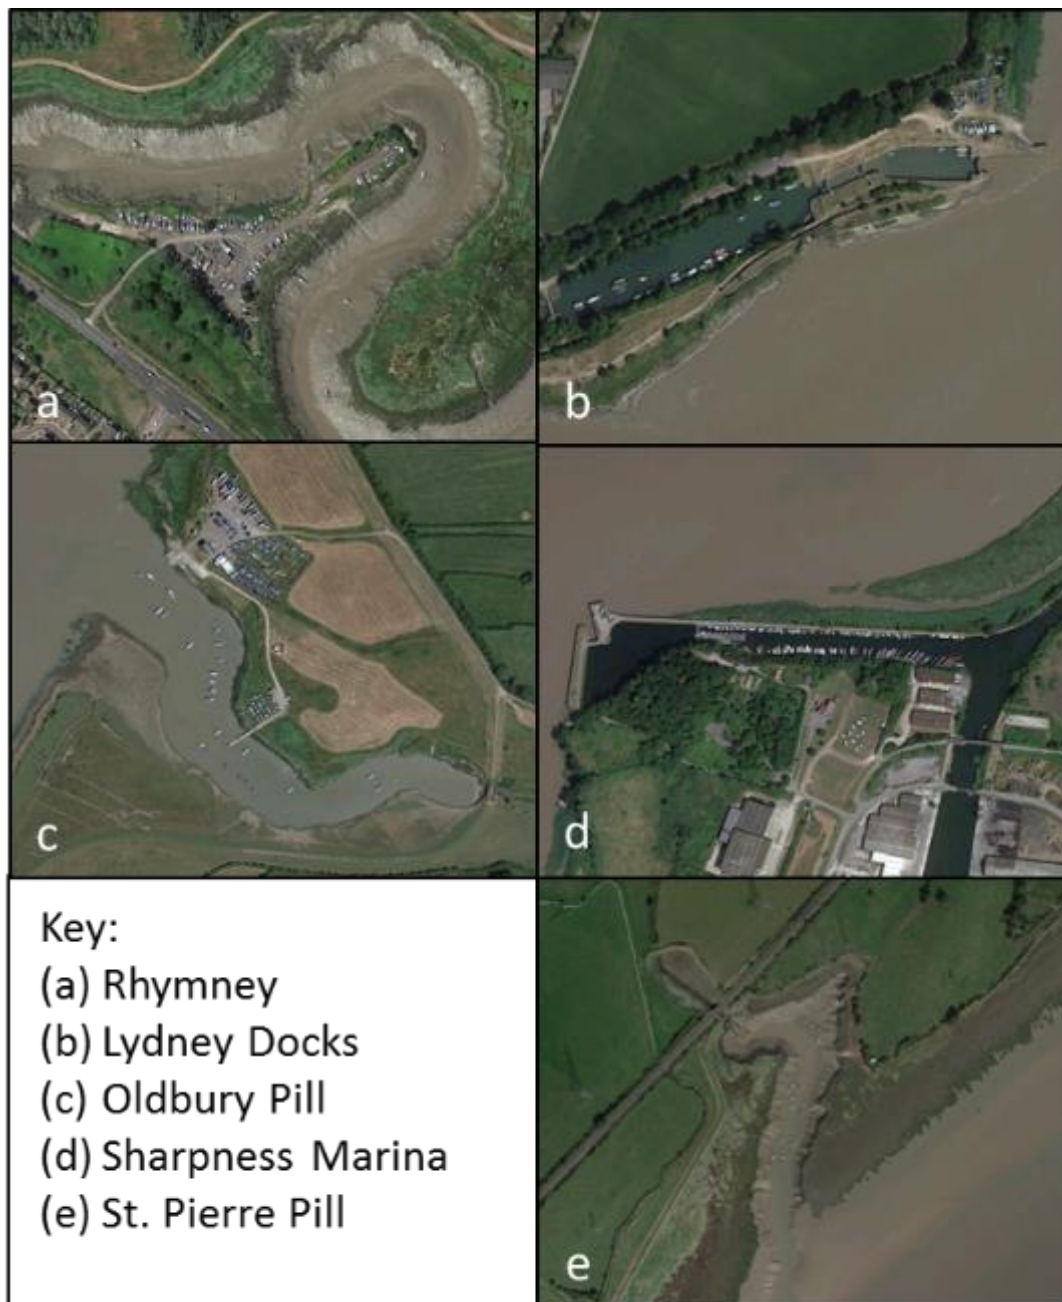 a
b
c
d
Key:
(a) Rhymney
(b) Lydney Docks
(c) Oldbury Pill
(d) Sharpness Marina
(e) St. Pierre Pill
e